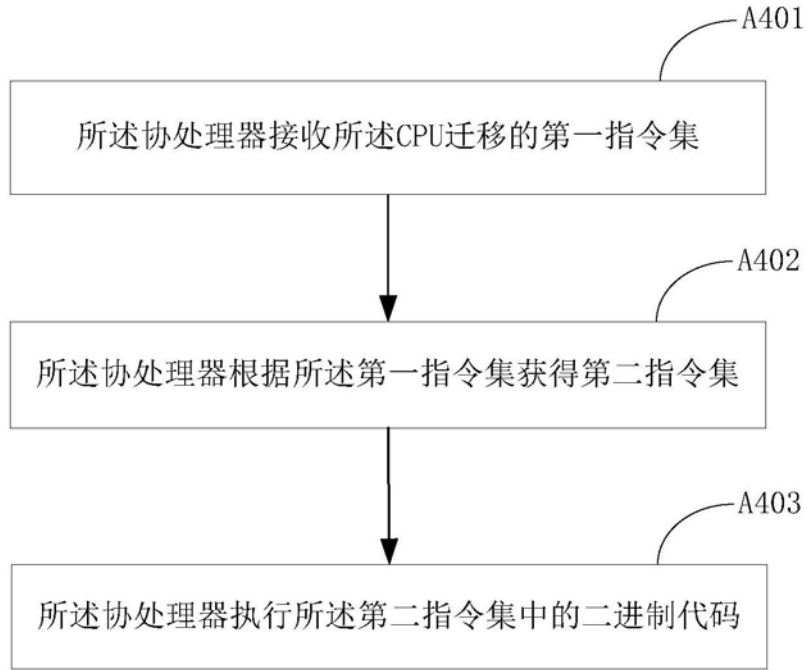 A401
所述协处理器接收所述CPU迁移的第一指令集
A402
所述协处理器根据所述第一指令集获得第二指令集
A403
所述协处理器执行所述第二指令集中的二进制代码